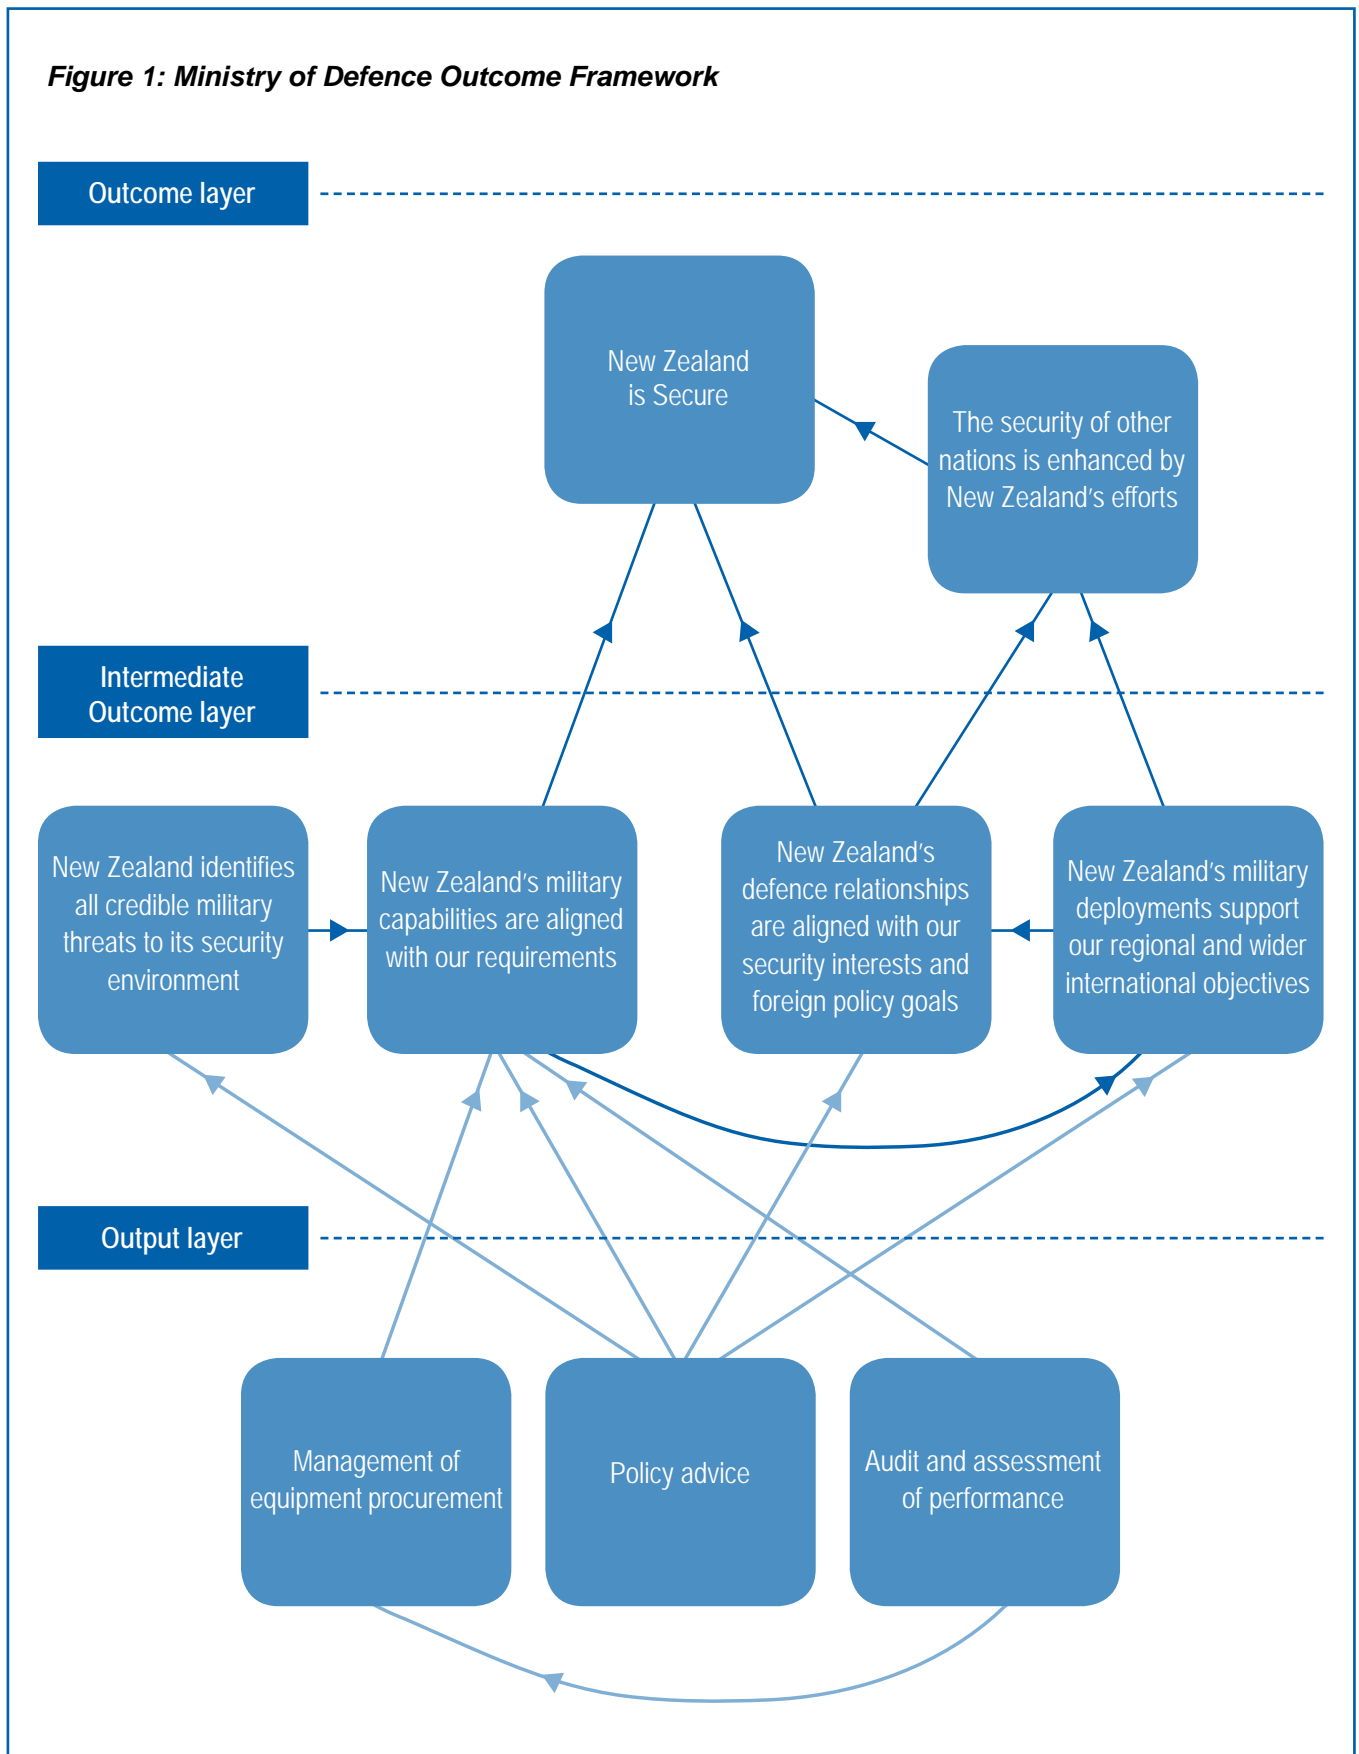 Figure 1: Ministry of Defence Outcome Framework
Outcome layer
New Zealand
is Secure
The security of other
nations is enhanced by
New Zealand's efforts
Intermediate
Outcome layer
New Zealand identifies
all credible military
threats to its security
environment
New Zealand's military
capabilities are aligned
with our requirements
New Zealand's
defence relationships
are aligned with our
security interests and
foreign policy goals
New Zealand's military
deployments support
our regional and wider
international objectives
Output layer
Management of
equipment procurement
Policy advice
Audit and assessment
of performance